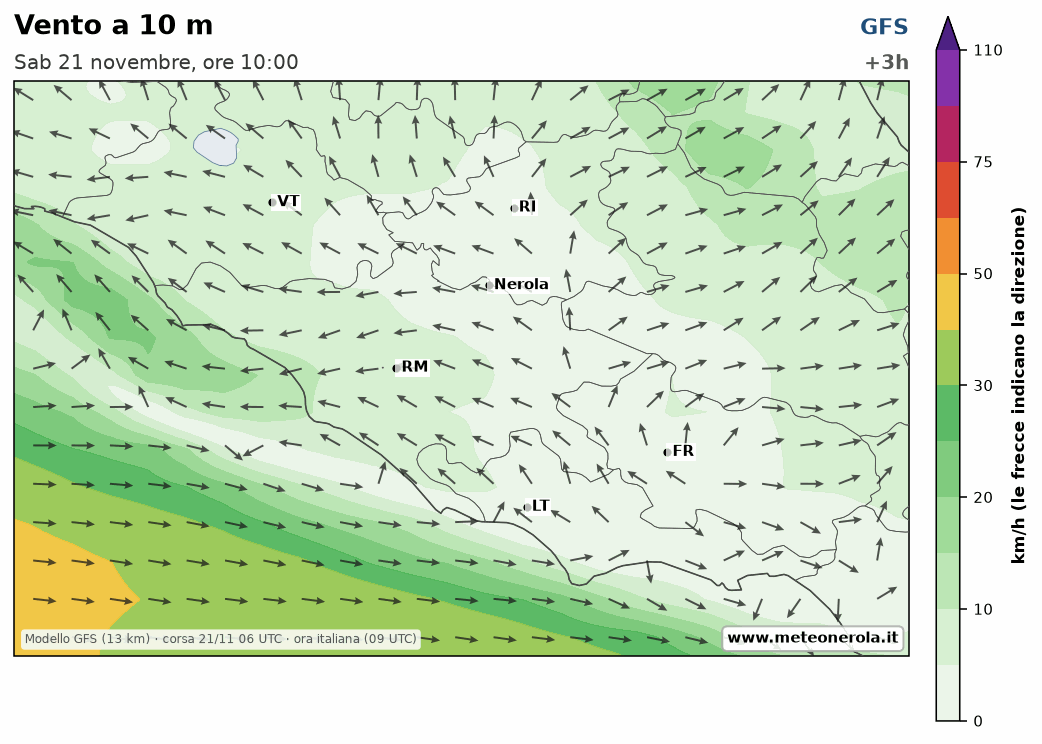 Vento a 10 m
GFS
Sab 21 novembre, ore 10:00
+3h
110
75
50
30
20
10
0
km/h (le frecce indicano la direzione)
VT
RI
Nerola
RM
FR
LT
Modello GFS (13 km) · corsa 21/11 06 UTC · ora italiana (09 UTC)
www.meteonerola.it